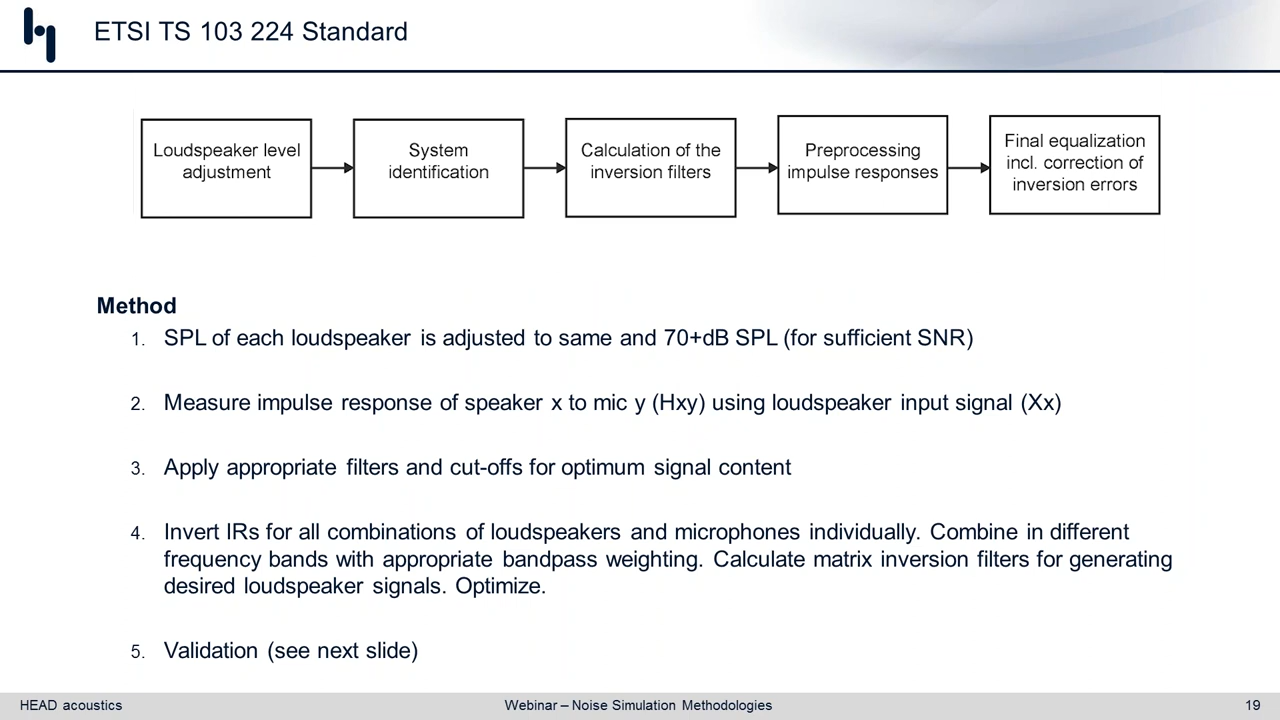 ETSI TS 103 224 Standard
Loudspeaker level
adjustment
System
identification
Calculation of the
inversion filters
Preprocessing
impulse responses
Final equalization
incl. correction of
inversion errors
Method
1. SPL of each loudspeaker is adjusted to same and 70+dB SPL (for sufficient SNR)
2. Measure impulse response of speaker x to mic y (Hxy) using loudspeaker input signal (Xx)
3. Apply appropriate filters and cut-offs for optimum signal content
4. Invert IRs for all combinations of loudspeakers and microphones individually. Combine in different
frequency bands with appropriate bandpass weighting. Calculate matrix inversion filters for generating
desired loudspeaker signals. Optimize.
5. Validation (see next slide)
HEAD acoustics
Webinar – Noise Simulation Methodologies
19